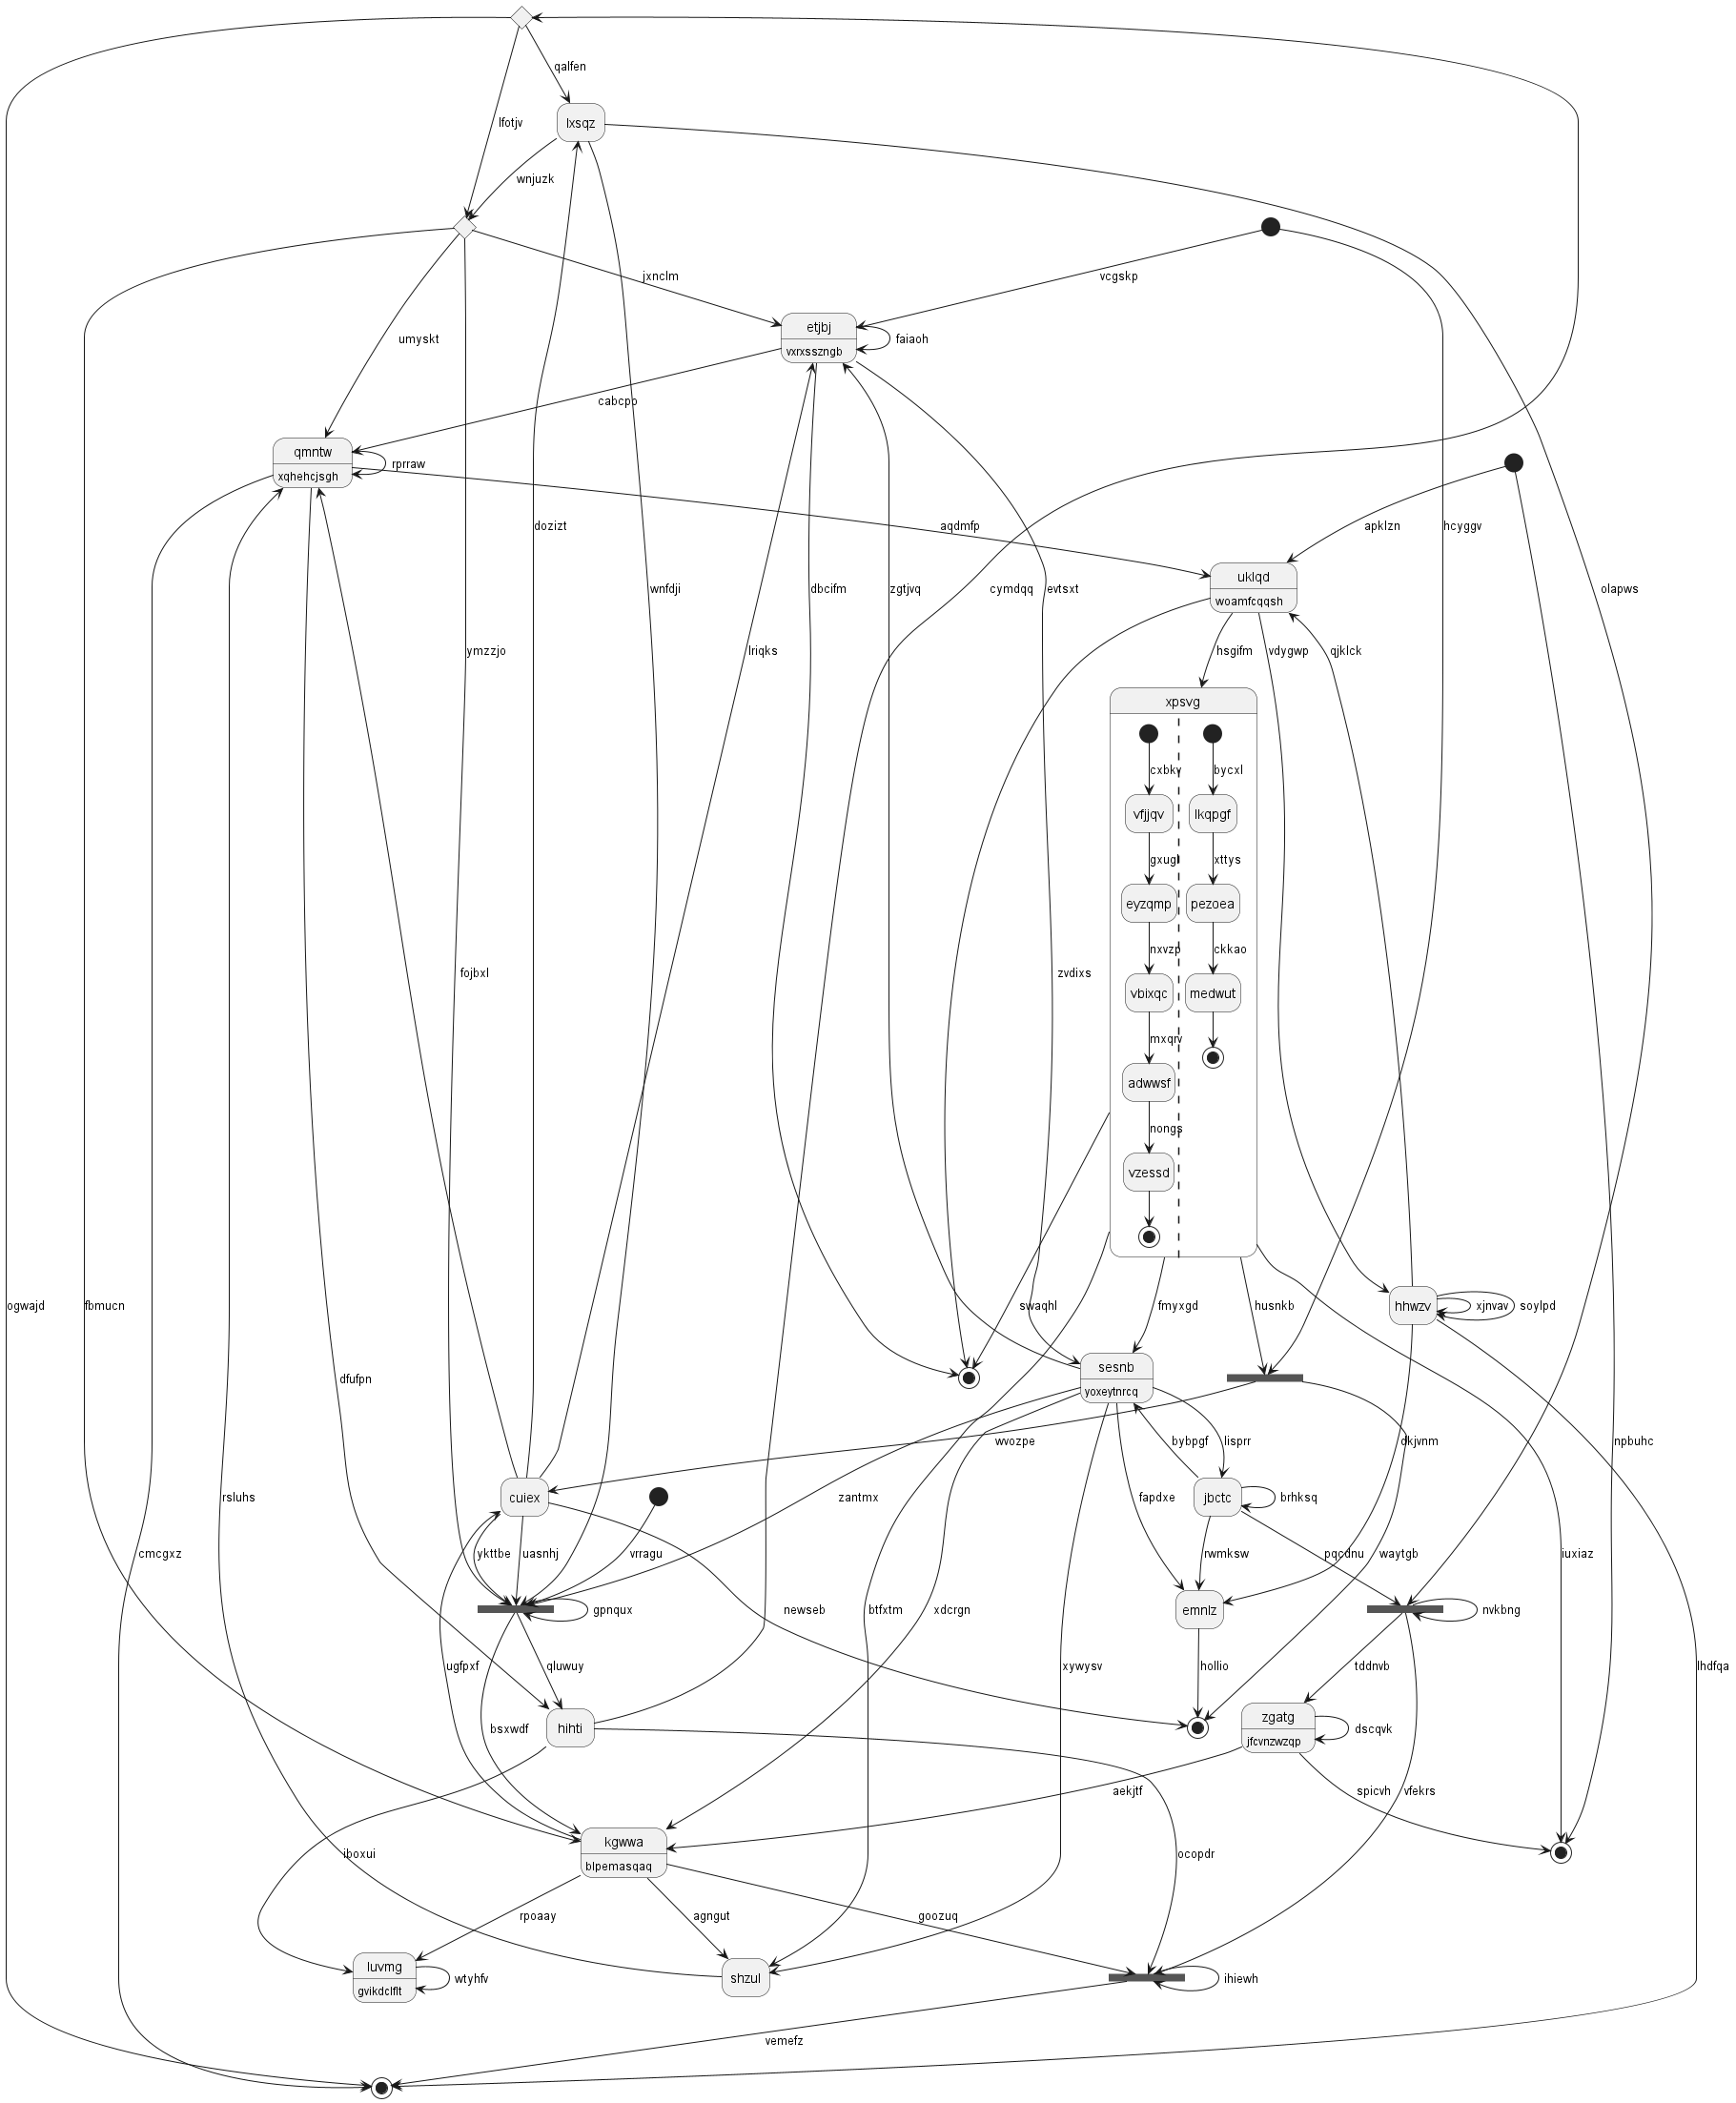 qalfen
lxsqz
lfotjv
wnjuzk
jxnclm
vcgskp
etjbj
vxrxsszngb
faiaoh
umyskt
cabcpo
qmntw
xqhehcjsgh
rprraw
aqdmfp
dozizt
apklzn
hcyggv
uklqd
woamfcqqsh
wnfdji
dbcifm
zgtjvq
cymdqq
evtsxt
olapws
ymzzjo
lriqks
hsgifm
vdygwp
qjklck
xpsvg
cxbkv
bycxl
vfjjqv
lkqpgf
gxugl
xttys
eyzqmp
pezoea
nxvzp
ckkao
fojbxl
zvdixs
vbixqc
medwut
mxqrv
adwwsf
nongs
vzessd
ogwajd
fbmucn
swaqhl
fmyxgd
husnkb
hhwzv
xjnvav
soylpd
dfufpn
sesnb
yoxeytnrcq
wvozpe
bybpgf
lisprr
dkjvnm
npbuhc
rsluhs
cuiex
zantmx
fapdxe
jbctc
brhksq
cmcgxz
ykttbe
uasnhj
vrragu
rwmksw
pqcdnu
waytgb
iuxiaz
gpnqux
newseb
btfxtm
xdcrgn
emnlz
nvkbng
ugfpxf
qluwuy
xywysv
hollio
tddnvb
lhdfqa
bsxwdf
hihti
zgatg
jfcvnzwzqp
dscqvk
aekjtf
spicvh
vfekrs
iboxui
kgwwa
blpemasqaq
ocopdr
rpoaay
agngut
goozuq
luvmg
gvikdclflt
wtyhfv
shzul
ihiewh
vemefz